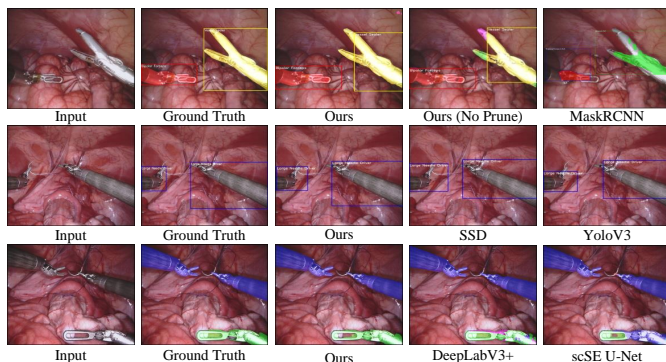 Input Ground Truth Ours Ours (No Prune) MaskRCNN
Input Ground Truth Ours SSD YoloV3
Input Ground Truth Ours DeepLabV3+ scSE U-Net